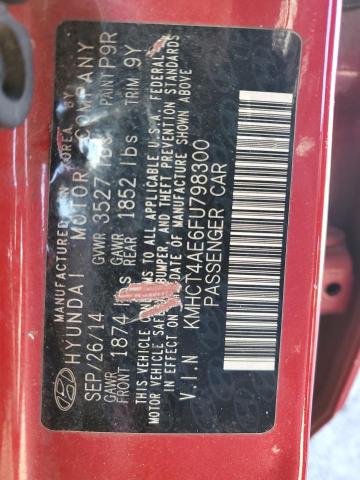 MANUFACTURED IN KOREA BY
HYUNDAI MOTOR COMPANY
SEP/26/14 GVWR 3527 lbs PAINT P9R
GAWR FRONT 1874 lbs GAWR REAR 1852 lbs TRIM 9Y
THIS VEHICLE CONFORMS TO ALL APPLICABLE U.S.A. FEDERAL
MOTOR VEHICLE SAFETY, BUMPER, AND THEFT PREVENTION STANDARDS
IN EFFECT ON THE DATE OF MANUFACTURE SHOWN ABOVE
V.I.N KMHCT4AE6FU798300
PASSENGER CAR